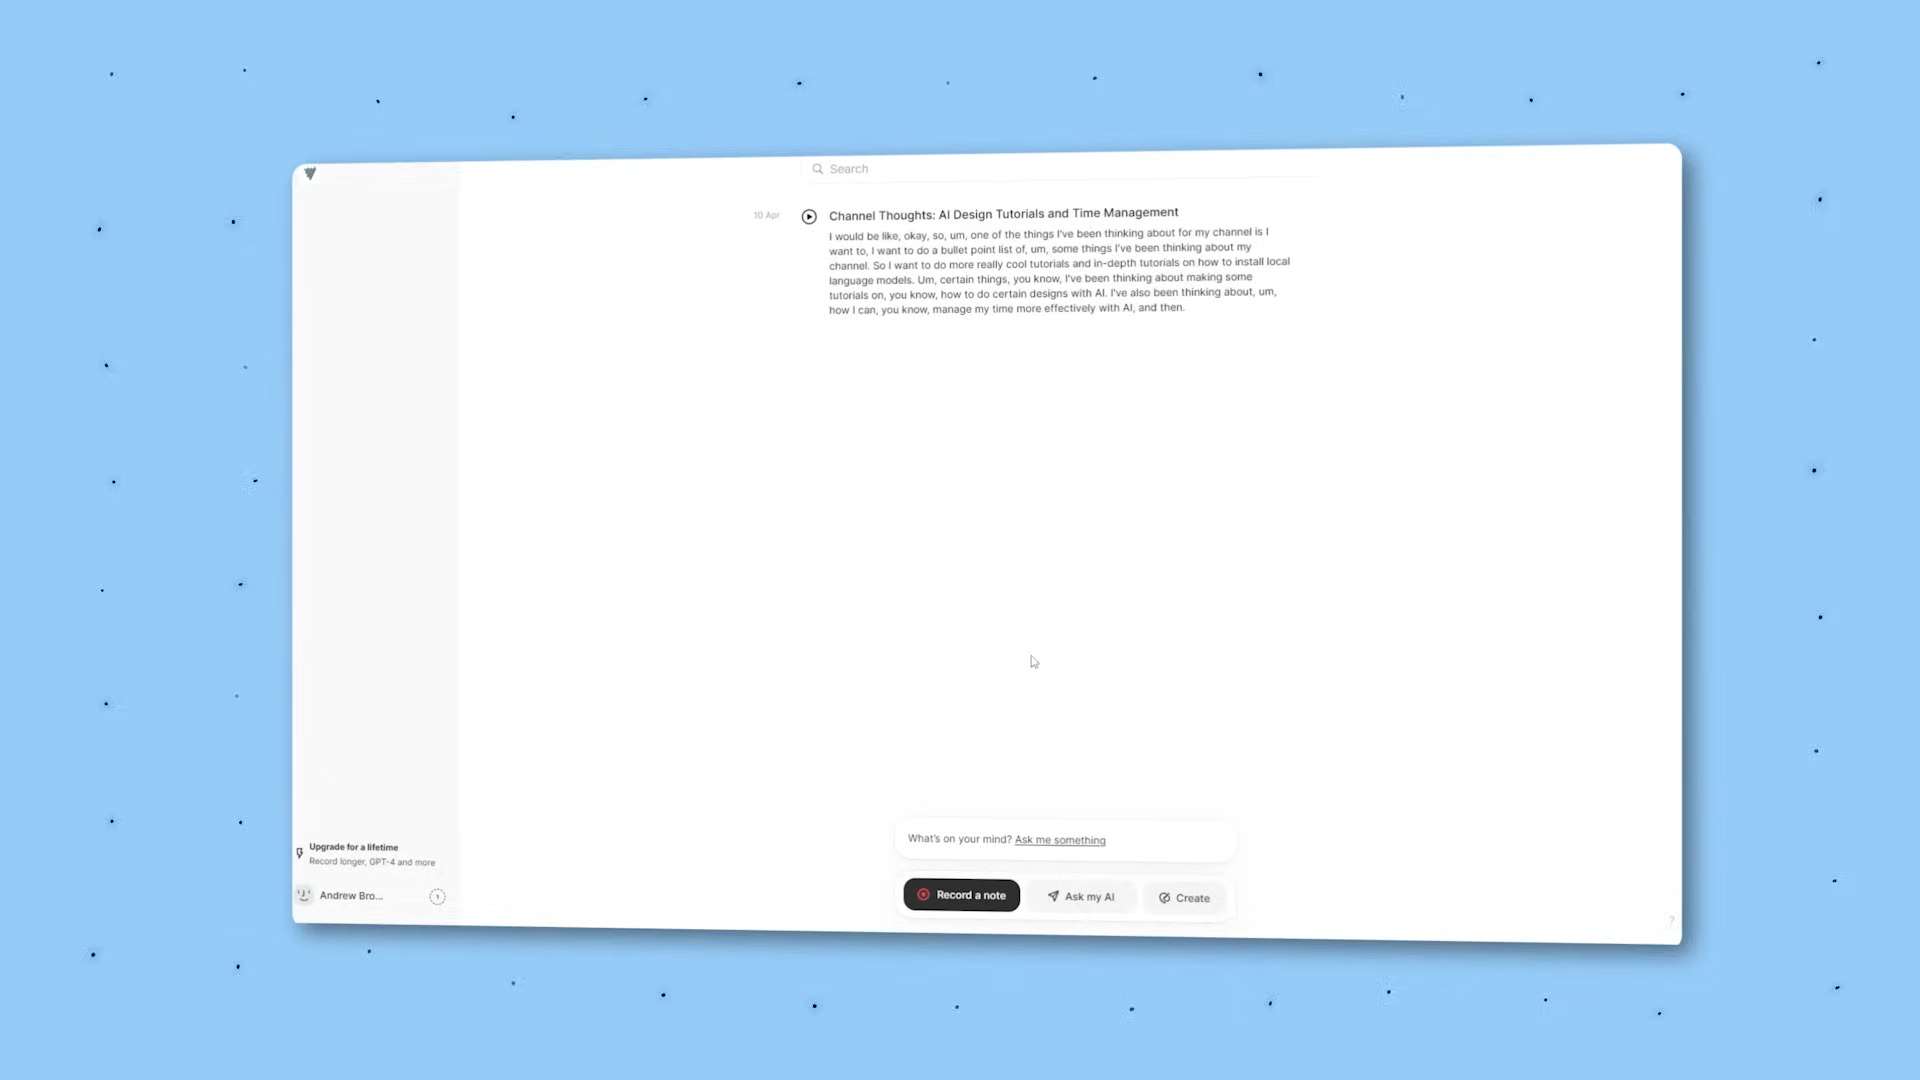 Search
10 Apr
Channel Thoughts: AI Design Tutorials and Time Management
I would be like, okay, so, um, one of the things I've been thinking about for my channel is I
want to, I want to do a bullet point list of, um, some things I've been thinking about my
channel. So I want to do more really cool tutorials and in-depth tutorials on how to install local
language models. Um, certain things, you know, I've been thinking about making some
tutorials on, you know, how to do certain designs with AI. I've also been thinking about, um,
how I can, you know, manage my time more effectively with AI, and then.
What's on your mind? Ask me something
Upgrade for a lifetime
Record longer, GPT-4 and more
Andrew Bro...
1
Record a note
Ask my AI
Create
?